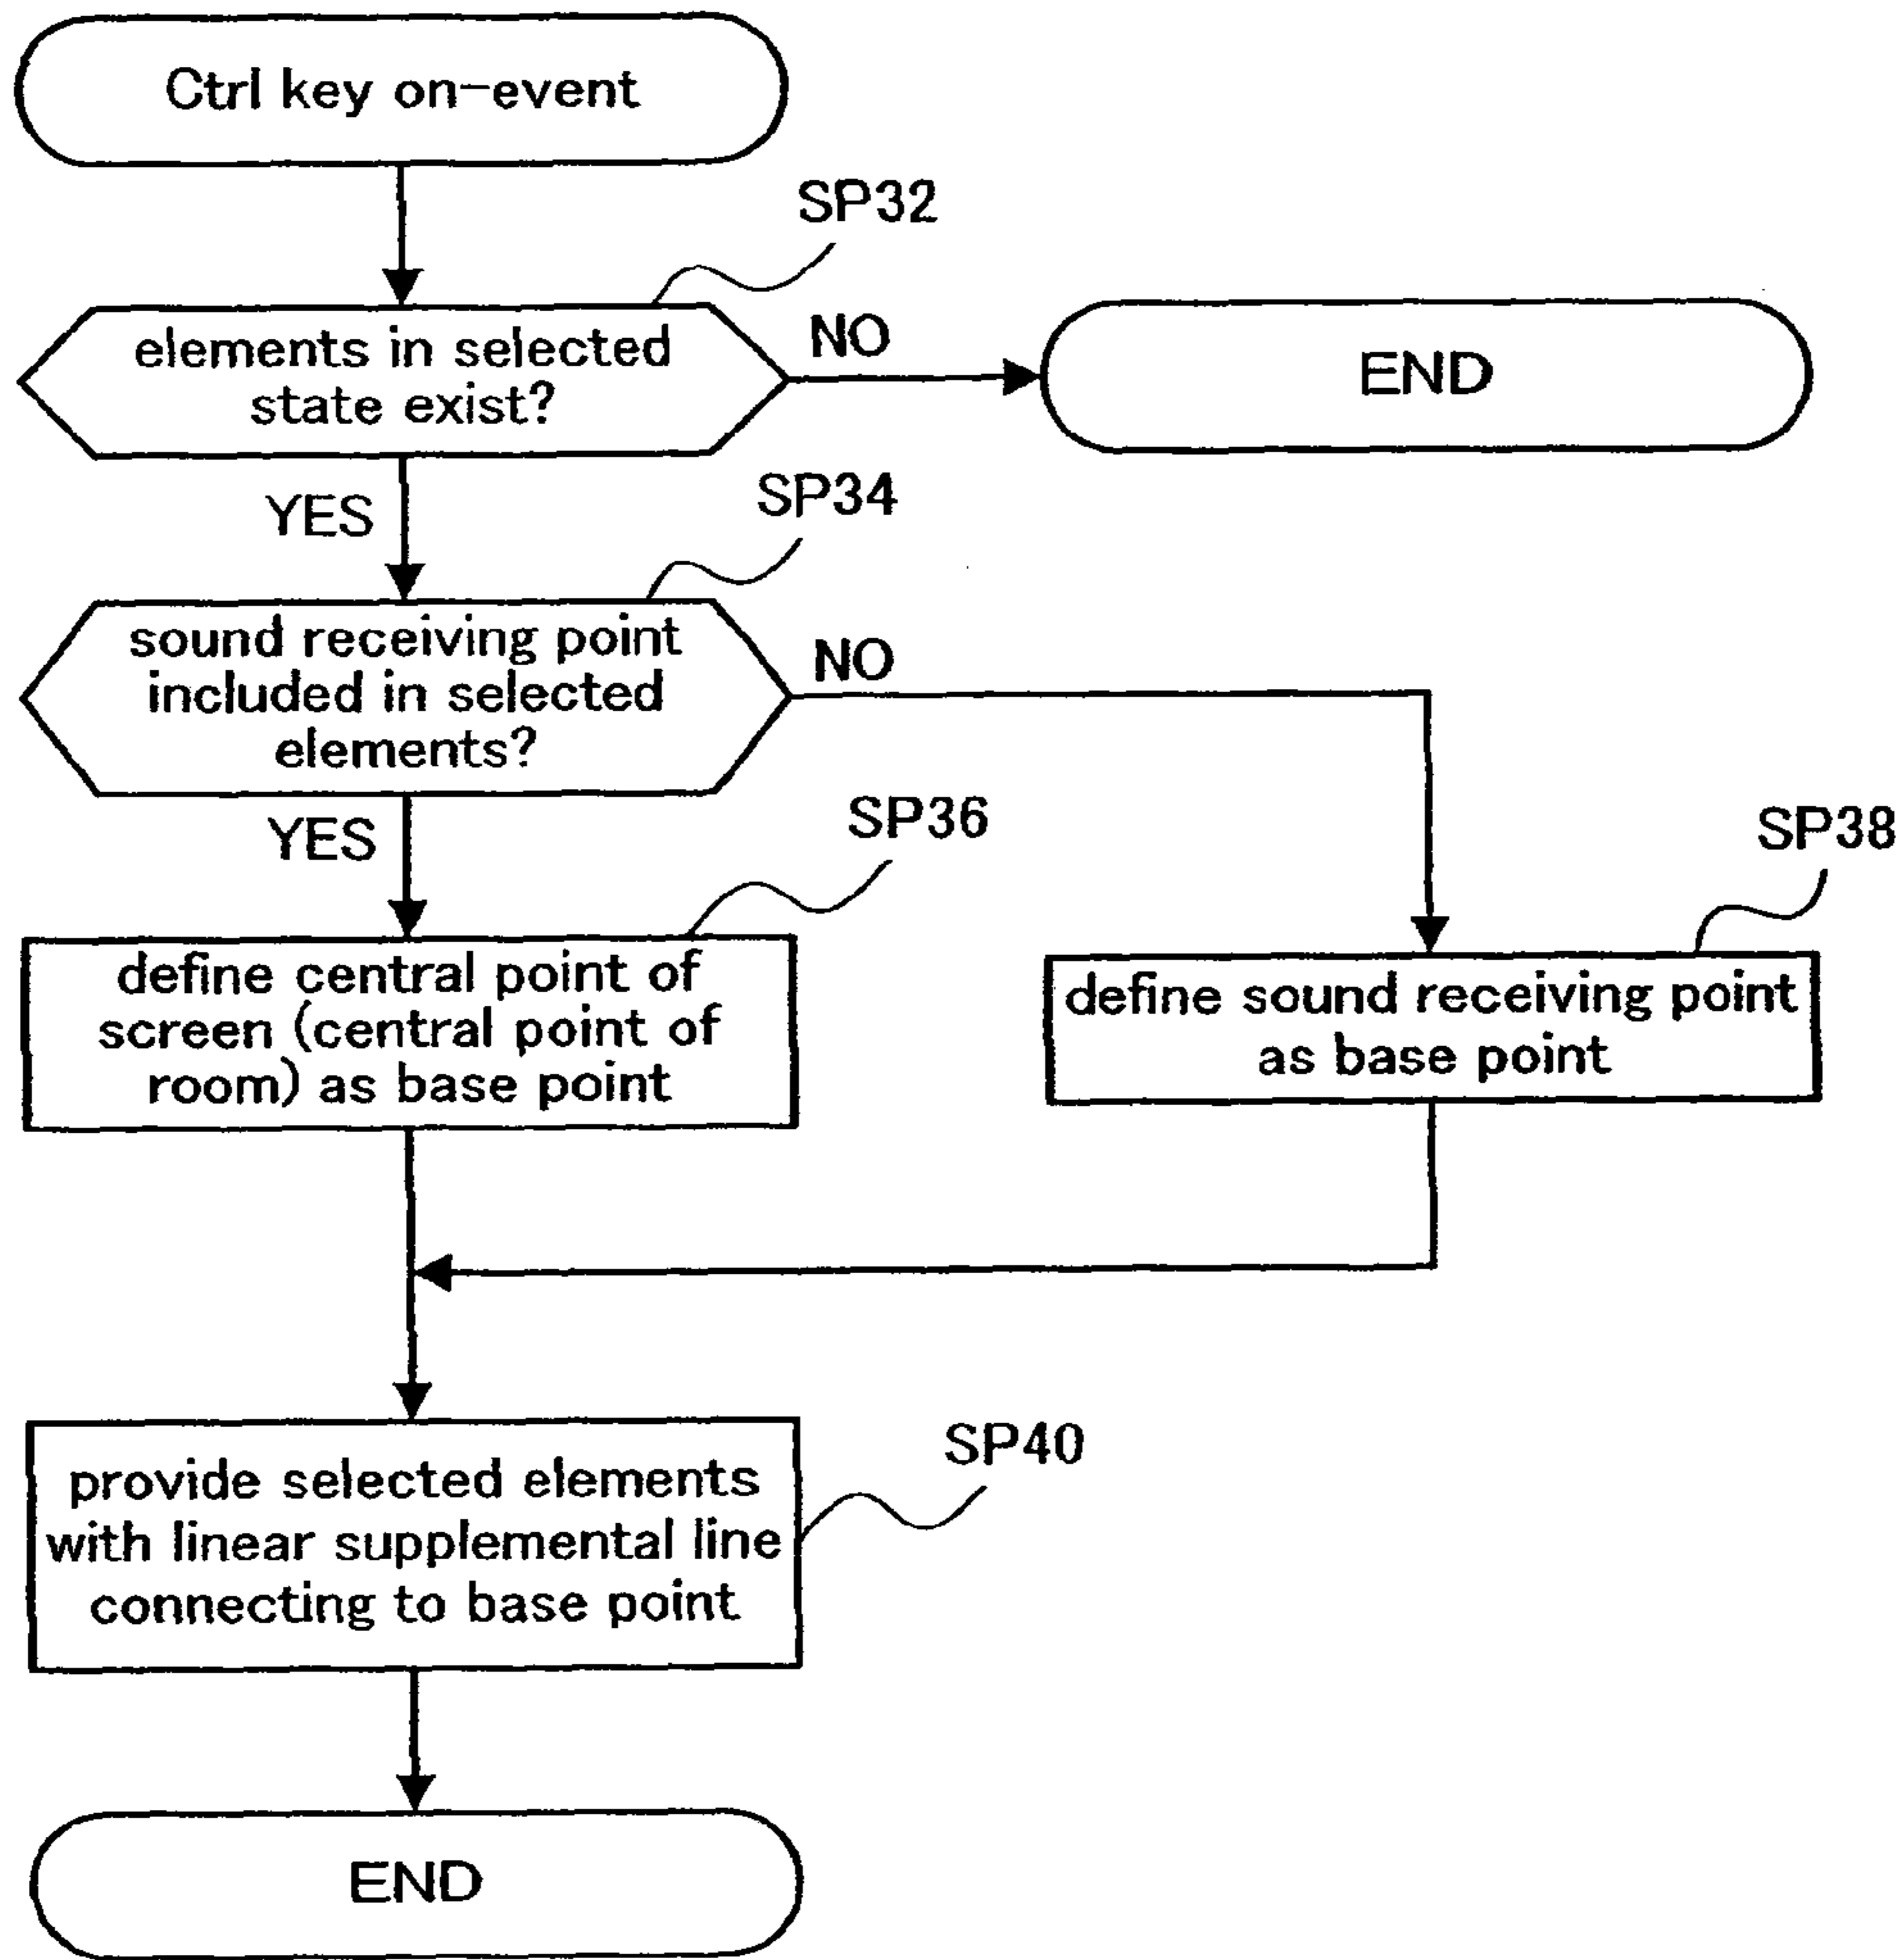 Ctrl key on-event
SP32
elements in selected
state exist?
NO
END
YES
SP34
sound receiving point
included in selected
elements?
NO
YES
SP36
SP38
define central point of
screen (central point of
room) as base point
define sound receiving point
as base point
SP40
provide selected elements
with linear supplemental line
connecting to base point
END